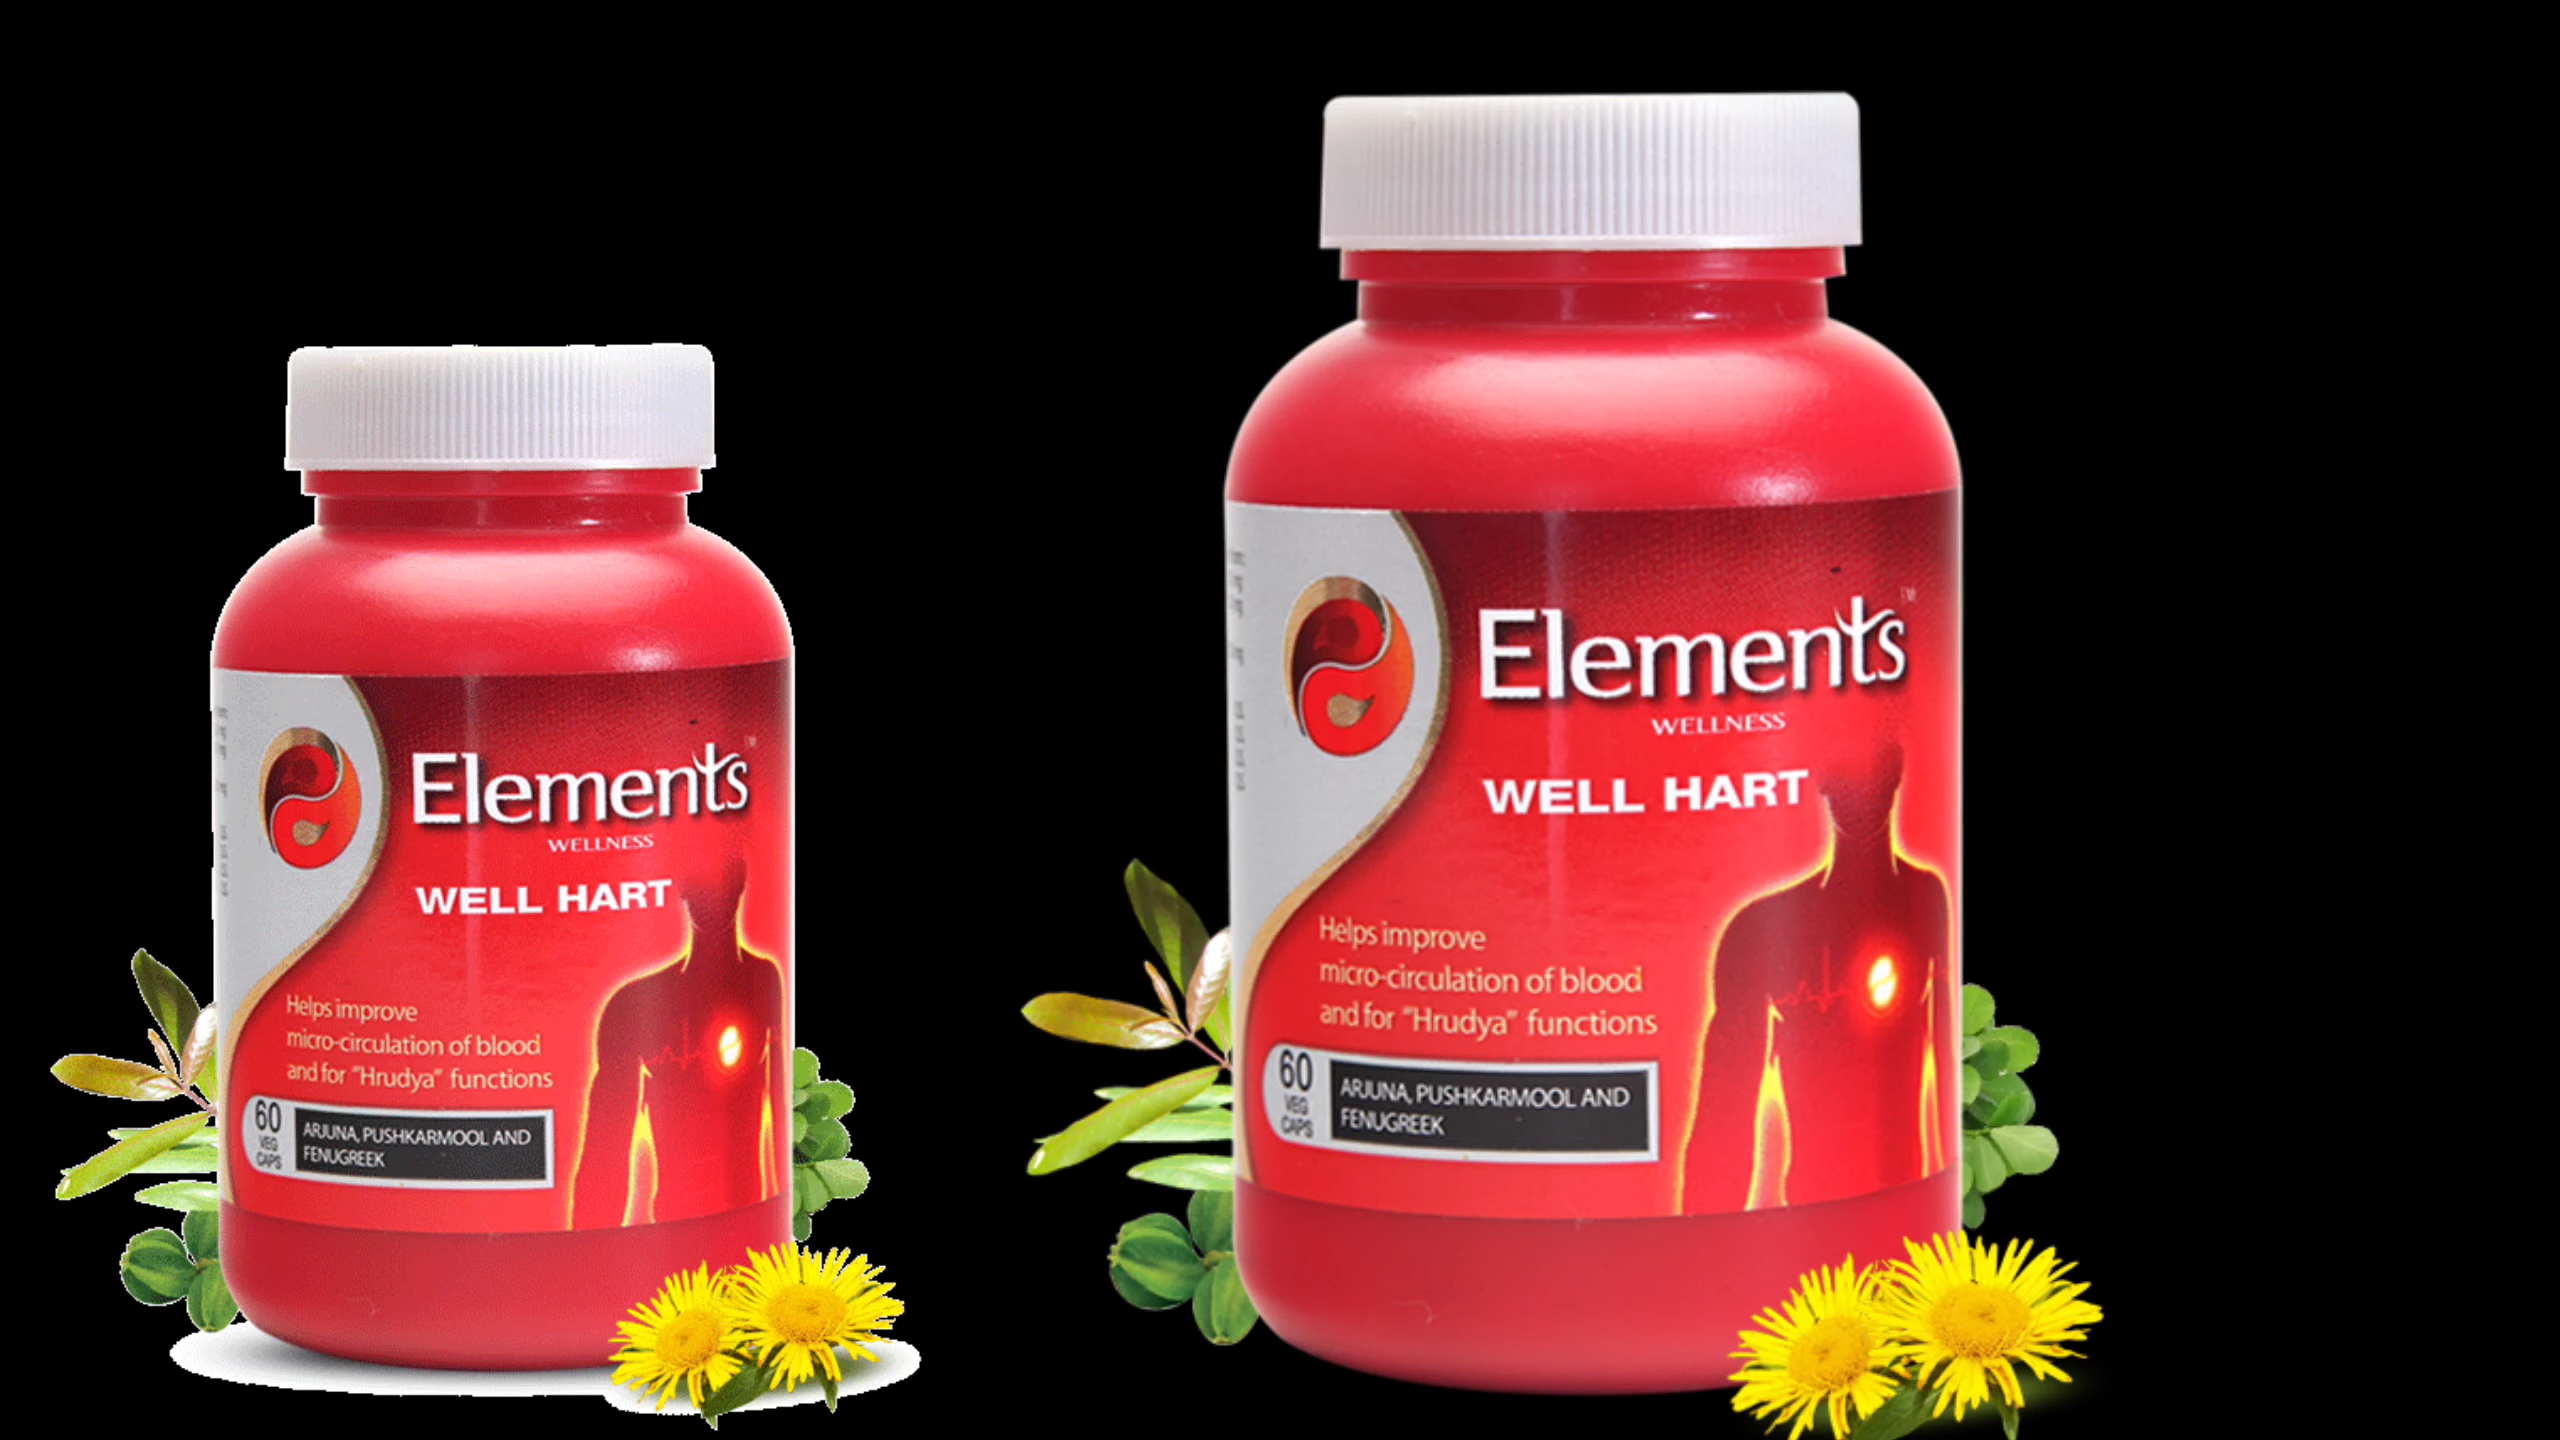 Elements™
WELLNESS
WELL HART
Helps improve
micro-circulation of blood
and for “Hrudya” functions
60
VEG
CAPS
ARJUNA, PUSHKARMOOL AND
FENUGREEK
Elements™
WELLNESS
WELL HART
Helps improve
micro-circulation of blood
and for “Hrudya” functions
60
VEG
CAPS
ARJUNA, PUSHKARMOOL AND
FENUGREEK